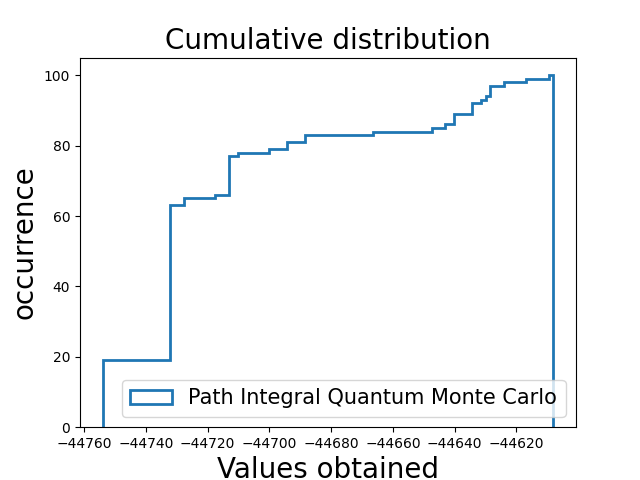 Cumulative distribution
occurrence
100
80
60
40
20
0
Path Integral Quantum Monte Carlo
−44760 −44740 −44720 −44700 −44680 −44660 −44640 −44620
Values obtained